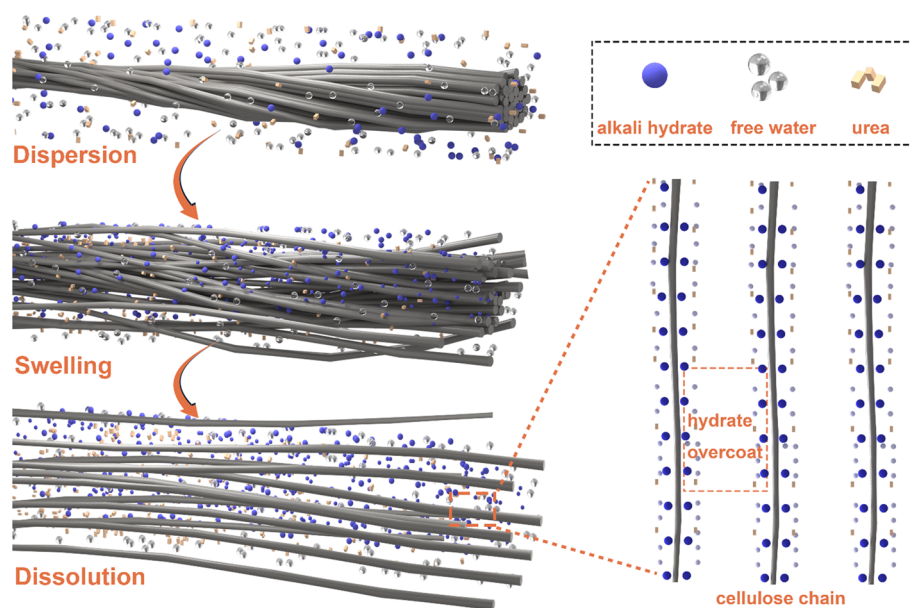 alkali hydrate
free water
urea
Dispersion
Swelling
Dissolution
hydrate
overcoat
cellulose chain